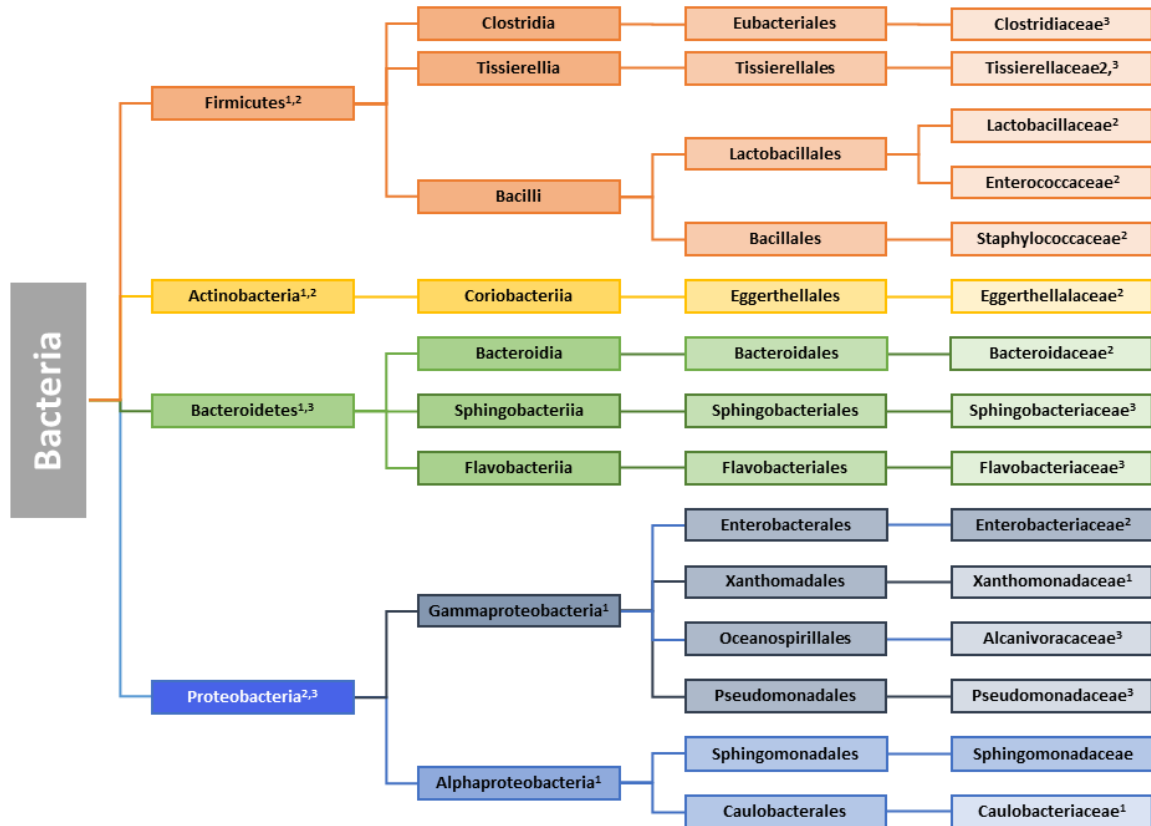 Clostridia
Eubacteriales
Clostridiaceae³
Tissierellia
Tissierellales
Tissierellaceae2,³
Firmicutes¹,²
Lactobacillaceae²
Lactobacillales
Enterococcaceae²
Bacilli
Bacillales
Staphylococcaceae²
Actinobacteria¹,²
Coriobacteriia
Eggerthellales
Eggerthellalaceae²
Bacteria
Bacteroidia
Bacteroidales
Bacteroidaceae²
Bacteroidetes¹,³
Sphingobacteriia
Sphingobacteriales
Sphingobacteriaceae³
Flavobacteriia
Flavobacteriales
Flavobacteriaceae³
Enterobacterales
Enterobacteriaceae²
Xanthomadales
Xanthomonadaceae¹
Gammaproteobacteria¹
Oceanospirillales
Alcanivoracaceae³
Proteobacteria²,³
Pseudomonadales
Pseudomonadaceae³
Sphingomonadales
Sphingomonadaceae
Alphaproteobacteria¹
Caulobacterales
Caulobacteriaceae¹